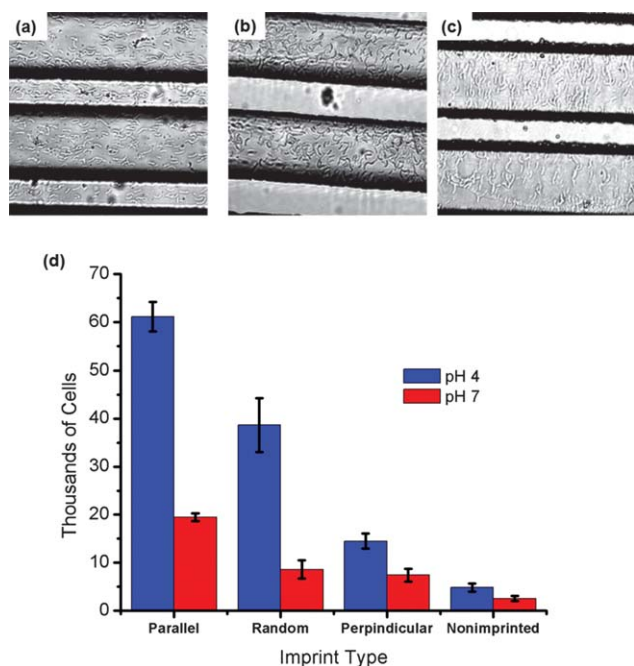 (a)
(b)
(c)
(d)
70
60
50
40
30
20
10
0
Thousands of Cells
pH 4
pH 7
Parallel
Random
Perpindicular
Nonimprinted
Imprint Type